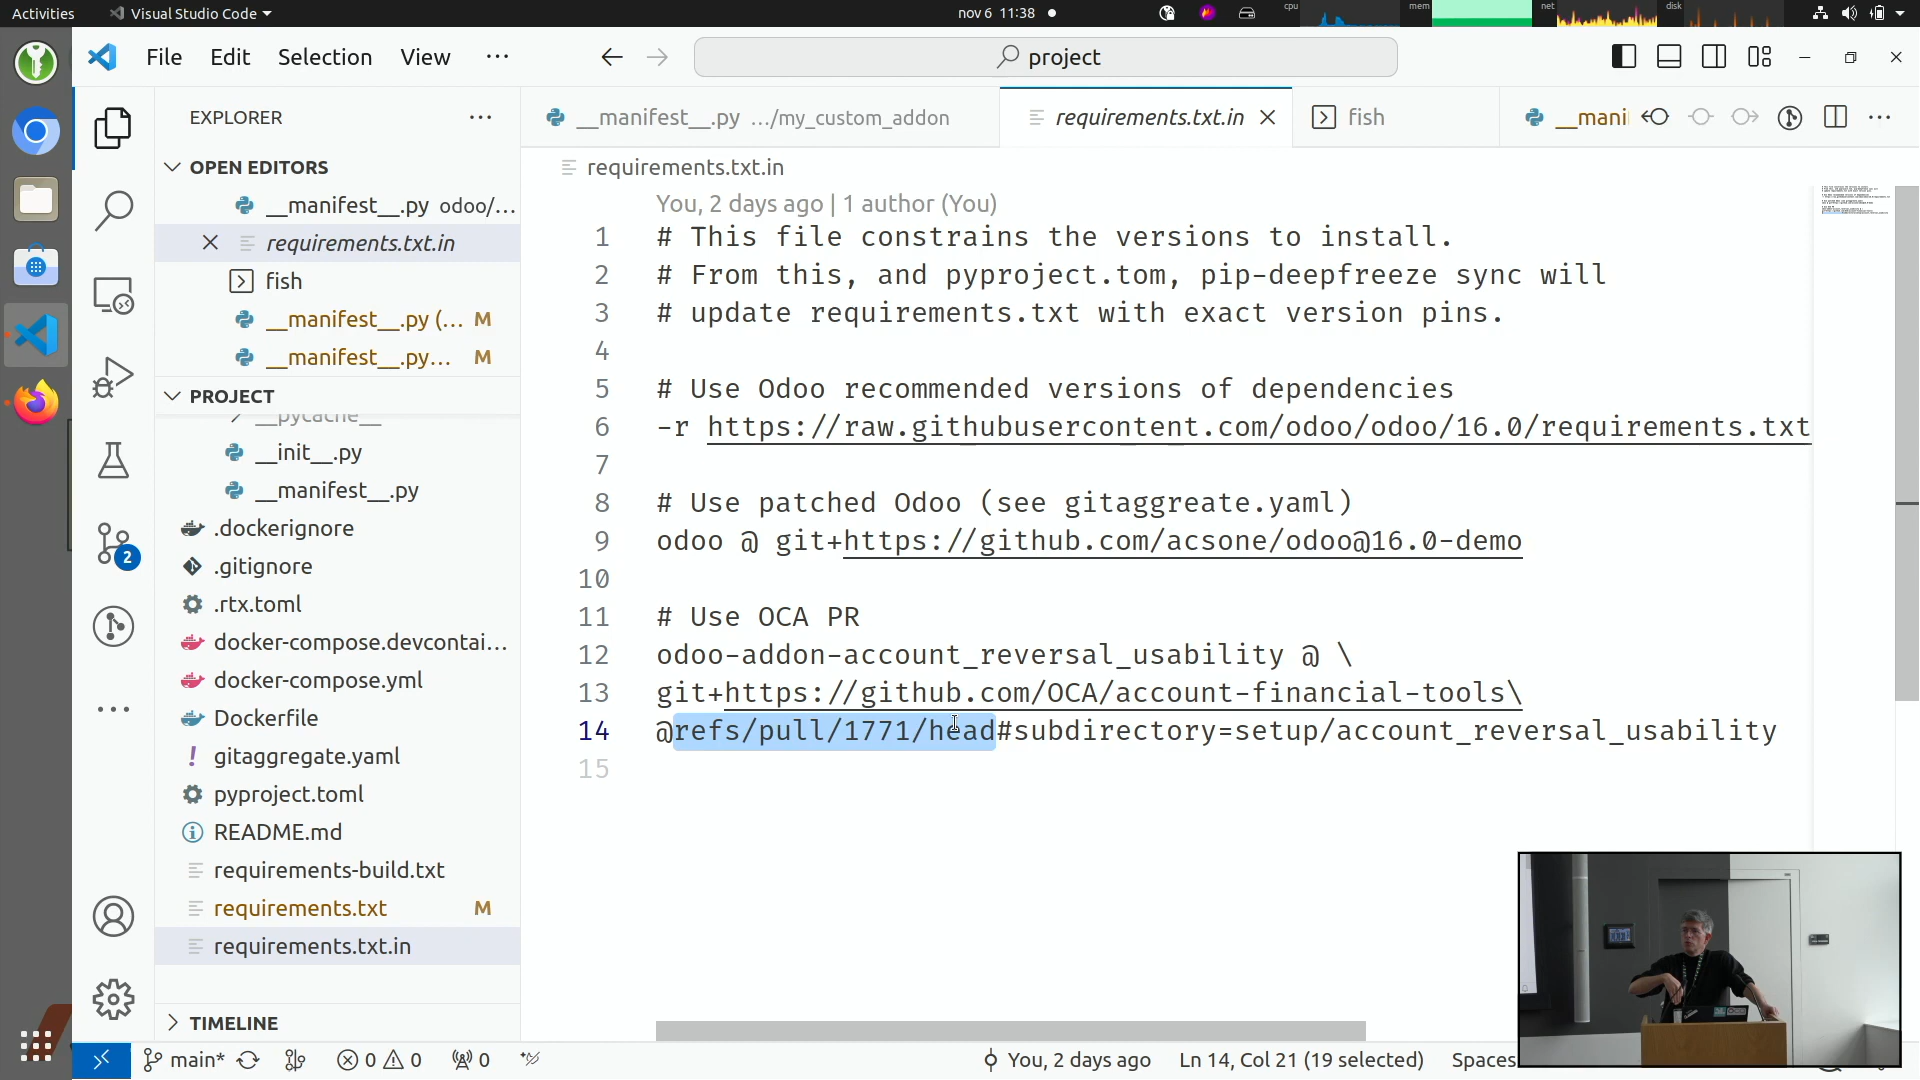 Activities
Visual Studio Code
nov 6 11:38
cpu
mem
net
disk
File Edit Selection View ···
project
EXPLORER
···
__manifest__.py .../my_custom_addon
requirements.txt.in
fish
__mani
OPEN EDITORS
__manifest__.py odoo/...
requirements.txt.in
fish
__manifest__.py (... M
__manifest__.py... M
PROJECT
__pycache__
__init__.py
__manifest__.py
.dockerignore
.gitignore
.rtx.toml
docker-compose.devcontai...
docker-compose.yml
Dockerfile
gitaggregate.yaml
pyproject.toml
README.md
requirements-build.txt
requirements.txt M
requirements.txt.in
TIMELINE
2
requirements.txt.in
You, 2 days ago | 1 author (You)
1 # This file constrains the versions to install.
2 # From this, and pyproject.tom, pip-deepfreeze sync will
3 # update requirements.txt with exact version pins.
4
5 # Use Odoo recommended versions of dependencies
6 -r https://raw.githubusercontent.com/odoo/odoo/16.0/requirements.txt
7
8 # Use patched Odoo (see gitaggreate.yaml)
9 odoo @ git+https://github.com/acsone/odoo@16.0-demo
10
11 # Use OCA PR
12 odoo-addon-account_reversal_usability @ \
13 git+https://github.com/OCA/account-financial-tools\
14 @refs/pull/1771/head#subdirectory=setup/account_reversal_usability
15
main* 0 0 0
You, 2 days ago Ln 14, Col 21 (19 selected) Spaces